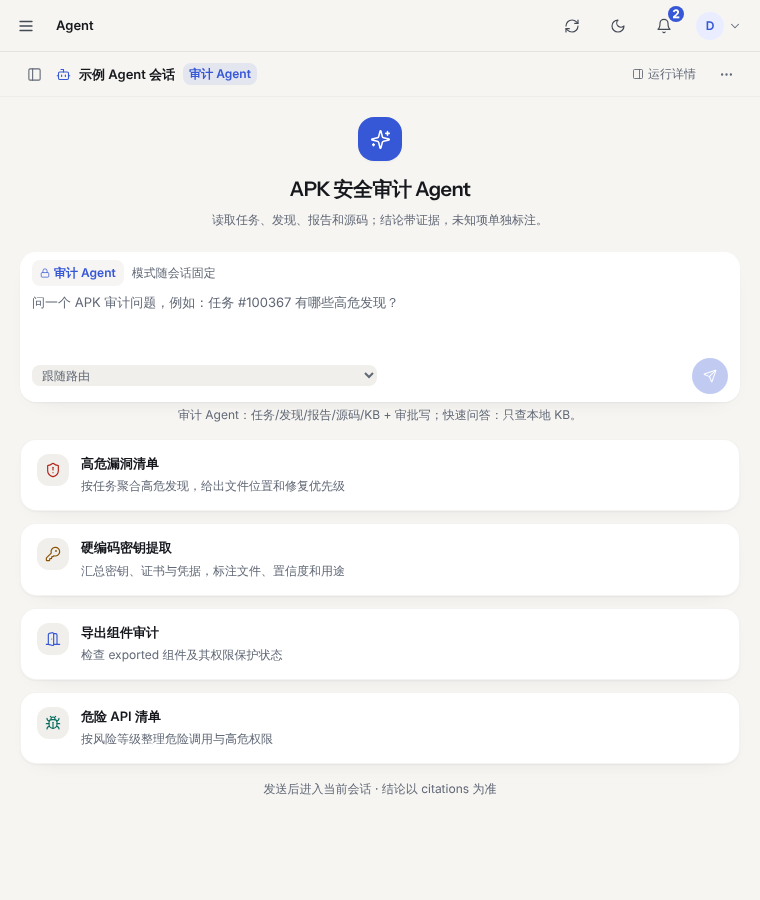 Agent
2
D
示例 Agent 会话
审计 Agent
运行详情
APK 安全审计 Agent
读取任务、发现、报告和源码；结论带证据，未知项单独标注。
审计 Agent
模式随会话固定
问一个 APK 审计问题，例如：任务 #100367 有哪些高危发现？
跟随路由
审计 Agent：任务/发现/报告/源码/KB + 审批写；快速问答：只查本地 KB。
高危漏洞清单
按任务聚合高危发现，给出文件位置和修复优先级
硬编码密钥提取
汇总密钥、证书与凭据，标注文件、置信度和用途
导出组件审计
检查 exported 组件及其权限保护状态
危险 API 清单
按风险等级整理危险调用与高危权限
发送后进入当前会话 · 结论以 citations 为准